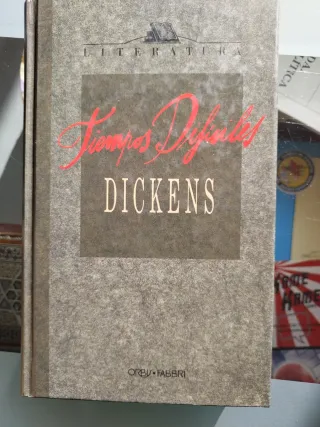 LITERATURA
Tiempos Difíciles
DICKENS
ORBIS • FABBRI